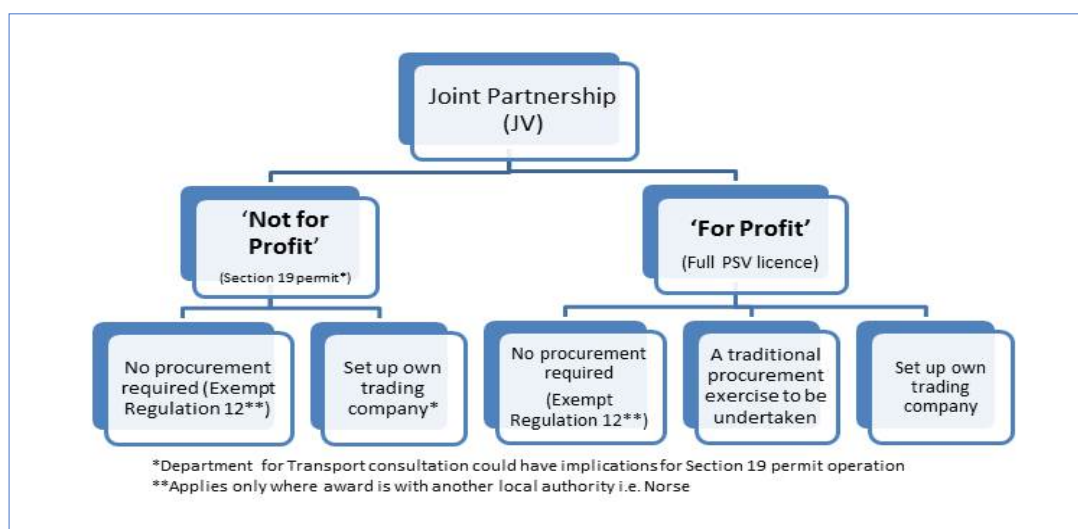 Joint Partnership
(JV)
‘Not for
Profit’
(Section 19 permit*)
‘For Profit’
(Full PSV licence)
No procurement
required (Exempt
Regulation 12**)
Set up own
trading
company*
No procurement
required
(Exempt
Regulation 12**)
A traditional
procurement
exercise to be
undertaken
Set up own
trading
company
*Department for Transport consultation could have implications for Section 19 permit operation
**Applies only where award is with another local authority i.e. Norse